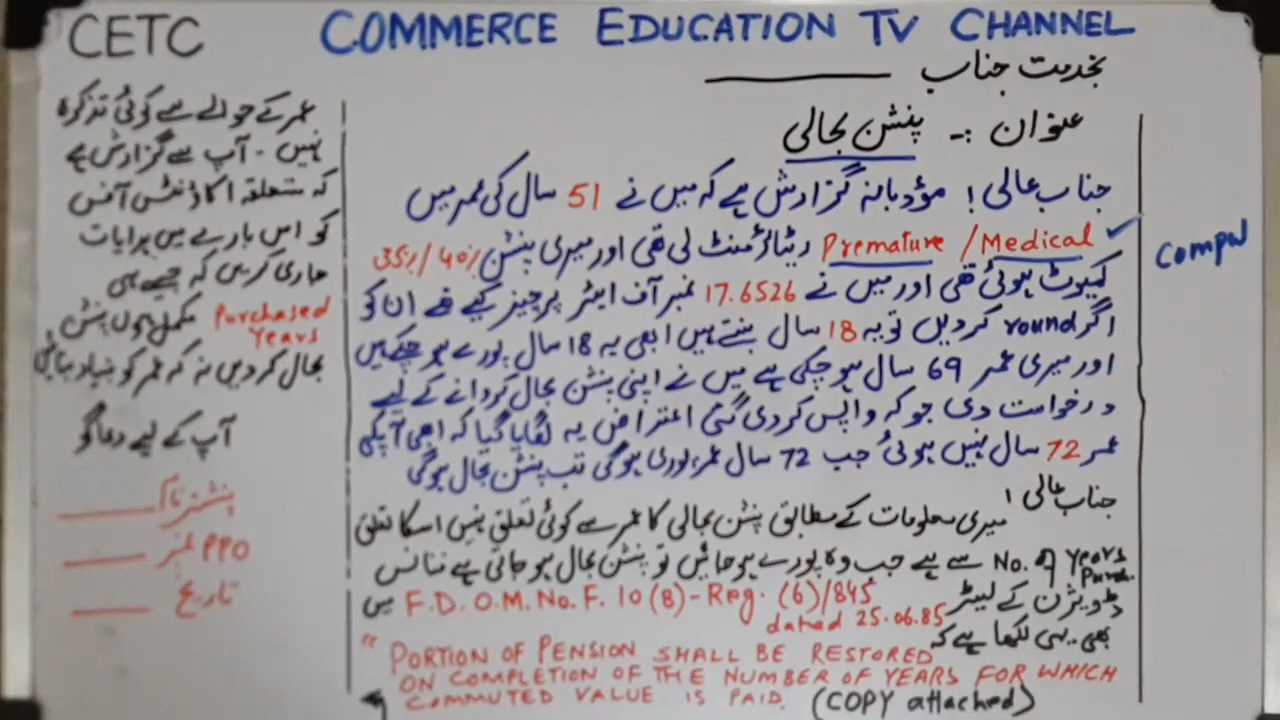 CETC COMMERCE EDUCATION TV CHANNEL
بخدمت جناب ________
عنوان :- پنشن بحالی
جناب عالی! مؤدبانہ گزارش ہے کہ میں نے 51 سال کی عمر میں
Premature / Medical ریٹائرمنٹ لی تھی اور میری پنشن 35% / 40%
کمیوٹ ہوئی تھی اور میں نے 17.6526 نمبر آف ایئر پرچیز کیے تھے ان کو
اگر round کر دیں تو یہ 18 سال بنتے ہیں ابھی یہ 18 سال پورے ہو چکے ہیں
اور میری عمر 69 سال ہو چکی ہے میں نے اپنی پنشن بحال کروانے کے لیے
درخواست دی جو کہ واپس کر دی گئی اعتراض یہ لگایا گیا کہ ابھی آپکی
عمر 72 سال نہیں ہوئی جب 72 سال عمر پوری ہوگی تب پنشن بحال ہوگی
جناب عالی!
میری معلومات کے مطابق پنشن بحالی کا عمر سے کوئی تعلق نہیں اسکا تعلق
No. of Years Purch. سے ہے جب وہ پورے ہو جائیں تو پنشن بحال ہو جاتی ہے فنانس
ڈویژن کے لیٹر F.D.O.M.No.F.10(8)-Reg.(6)/845 میں
dated 25.06.85
بھی یہی لکھا ہے کہ
"PORTION OF PENSION SHALL BE RESTORED
ON COMPLETION OF THE NUMBER OF YEARS FOR WHICH
COMMUTED VALUE IS PAID. (COPY attached)
عمر کے حوالے سے کوئی تذکرہ
نہیں - آپ سے گزارش ہے
کہ متعلقہ اکاؤنٹس آفس
کو اس بارے میں ہدایات
جاری کریں کہ جیسے ہی
Purchased Years مکمل ہوں پنشن
بحال کر دیں نہ کہ عمر کو بنیاد بنائیں
آپ کے لیے دعاگو
پنشنر نام ________
PPO نمبر ________
تاریخ ________
Compu